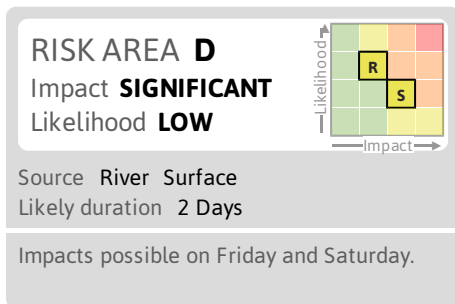 RISK AREA D
Impact SIGNIFICANT
Likelihood LOW
Likelihood
R
S
Impact
Source River Surface
Likely duration 2 Days
Impacts possible on Friday and Saturday.